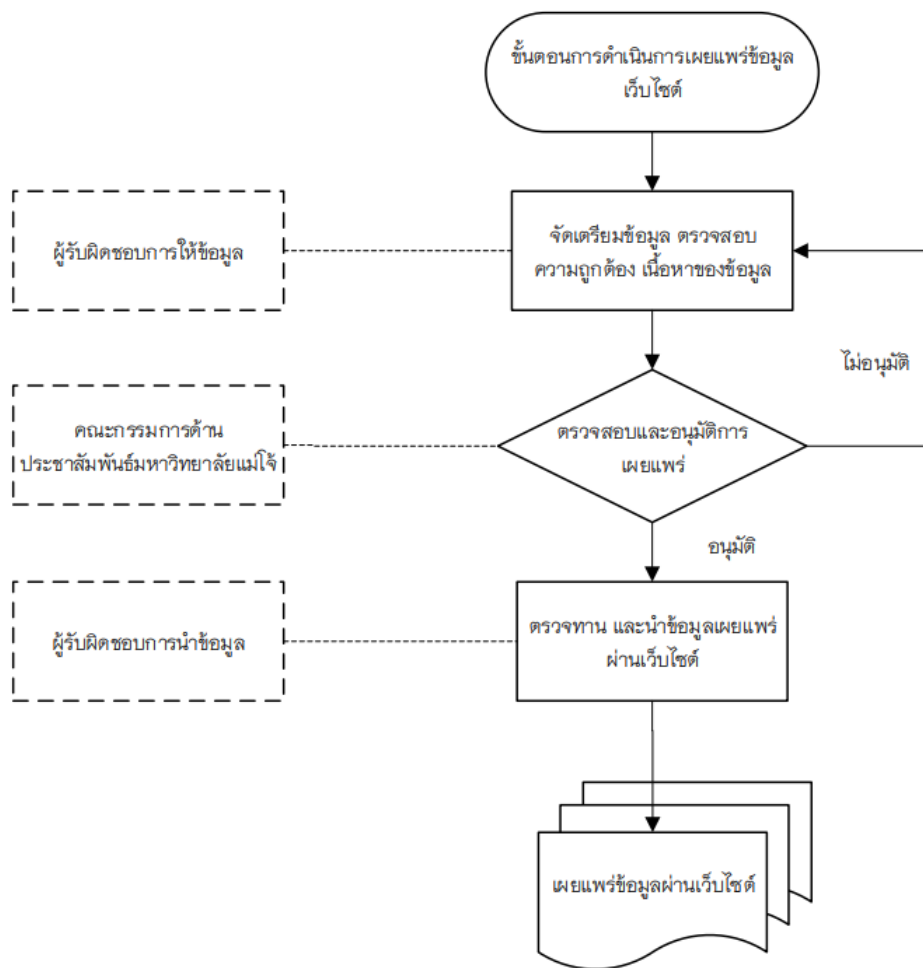 ขั้นตอนการดำเนินการเผยแพร่ข้อมูล
เว็บไซต์
ผู้รับผิดชอบการให้ข้อมูล
จัดเตรียมข้อมูล ตรวจสอบ
ความถูกต้อง เนื้อหาของข้อมูล
ไม่อนุมัติ
คณะกรรมการด้าน
ประชาสัมพันธ์มหาวิทยาลัยแม่โจ้
ตรวจสอบและอนุมัติการ
เผยแพร่
อนุมัติ
ผู้รับผิดชอบการนำข้อมูล
ตรวจทาน และนำข้อมูลเผยแพร่
ผ่านเว็บไซต์
เผยแพร่ข้อมูลผ่านเว็บไซต์